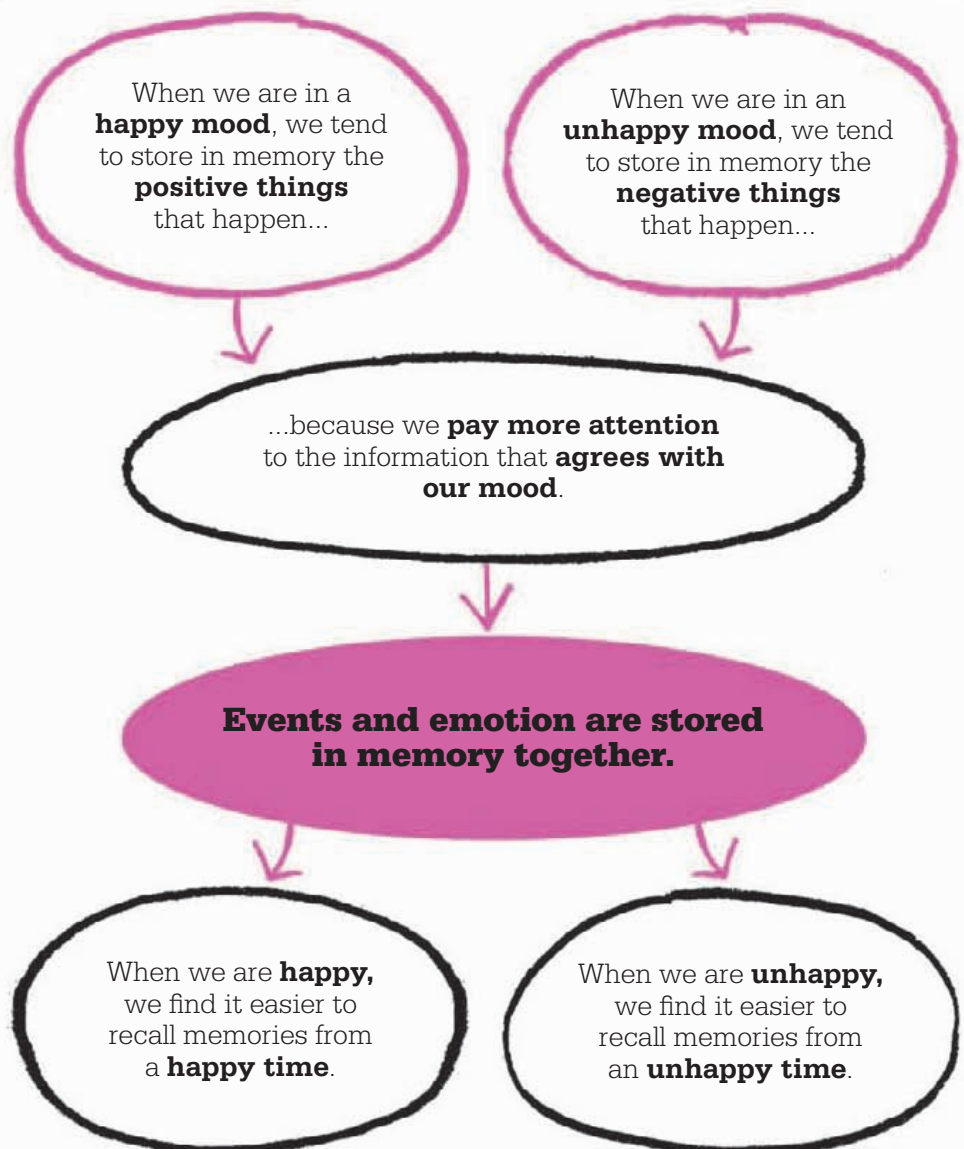 When we are in a
happy mood, we tend
to store in memory the
positive things
that happen...
When we are in an
unhappy mood, we tend
to store in memory the
negative things
that happen...
...because we pay more attention
to the information that agrees with
our mood.
Events and emotion are stored
in memory together.
When we are happy,
we find it easier to
recall memories from
a happy time.
When we are unhappy,
we find it easier to
recall memories from
an unhappy time.